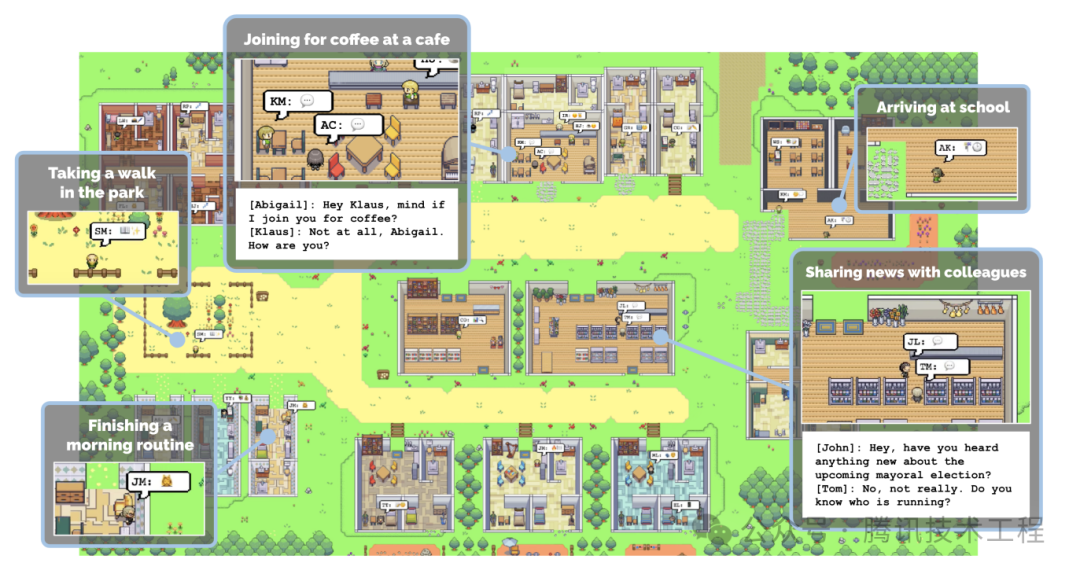 Joining for coffee at a cafe
KM:
AC:
[Abigail]: Hey Klaus, mind if
I join you for coffee?
[Klaus]: Not at all, Abigail.
How are you?
Arriving at school
AK:
Taking a walk
in the park
SM:
Sharing news with colleagues
JL:
TM:
[John]: Hey, have you heard
anything new about the
upcoming mayoral election?
[Tom]: No, not really. Do you
know who is running?
Finishing a
morning routine
JM:
公众号 · 腾讯技术工程